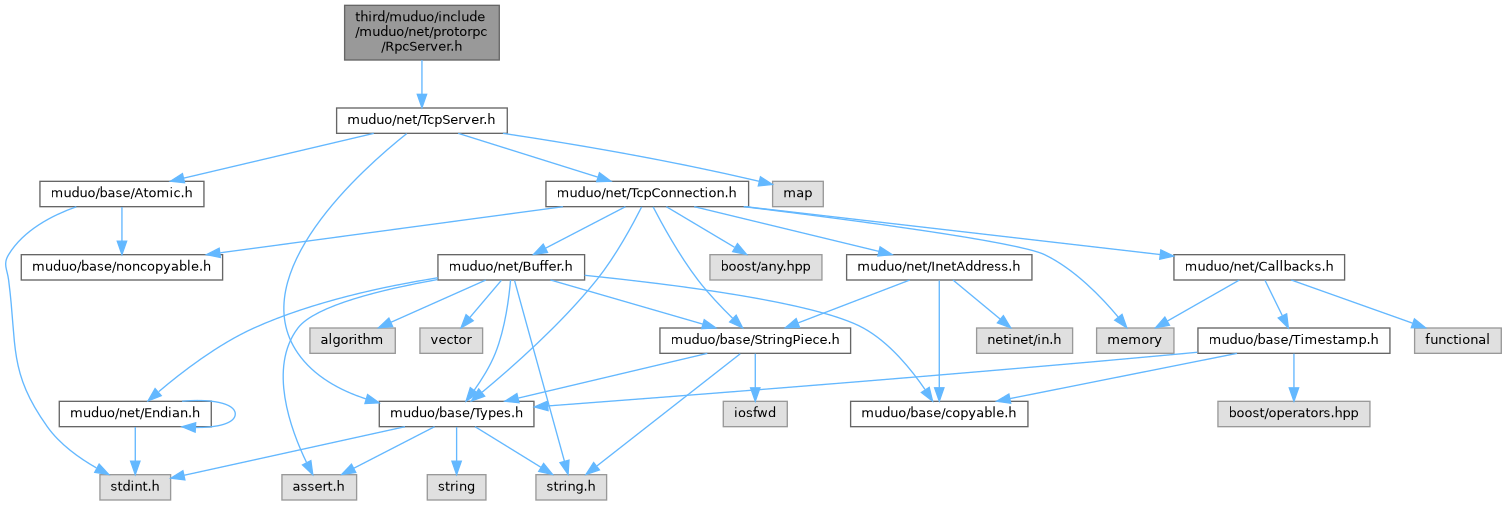 third/muduo/include
/muduo/net/protorpc
/RpcServer.h
muduo/net/TcpServer.h
muduo/base/Atomic.h
muduo/net/TcpConnection.h
map
muduo/base/noncopyable.h
muduo/net/Buffer.h
boost/any.hpp
muduo/net/InetAddress.h
muduo/net/Callbacks.h
algorithm
vector
muduo/base/StringPiece.h
netinet/in.h
memory
muduo/base/Timestamp.h
functional
muduo/net/Endian.h
muduo/base/Types.h
iosfwd
muduo/base/copyable.h
boost/operators.hpp
stdint.h
assert.h
string
string.h